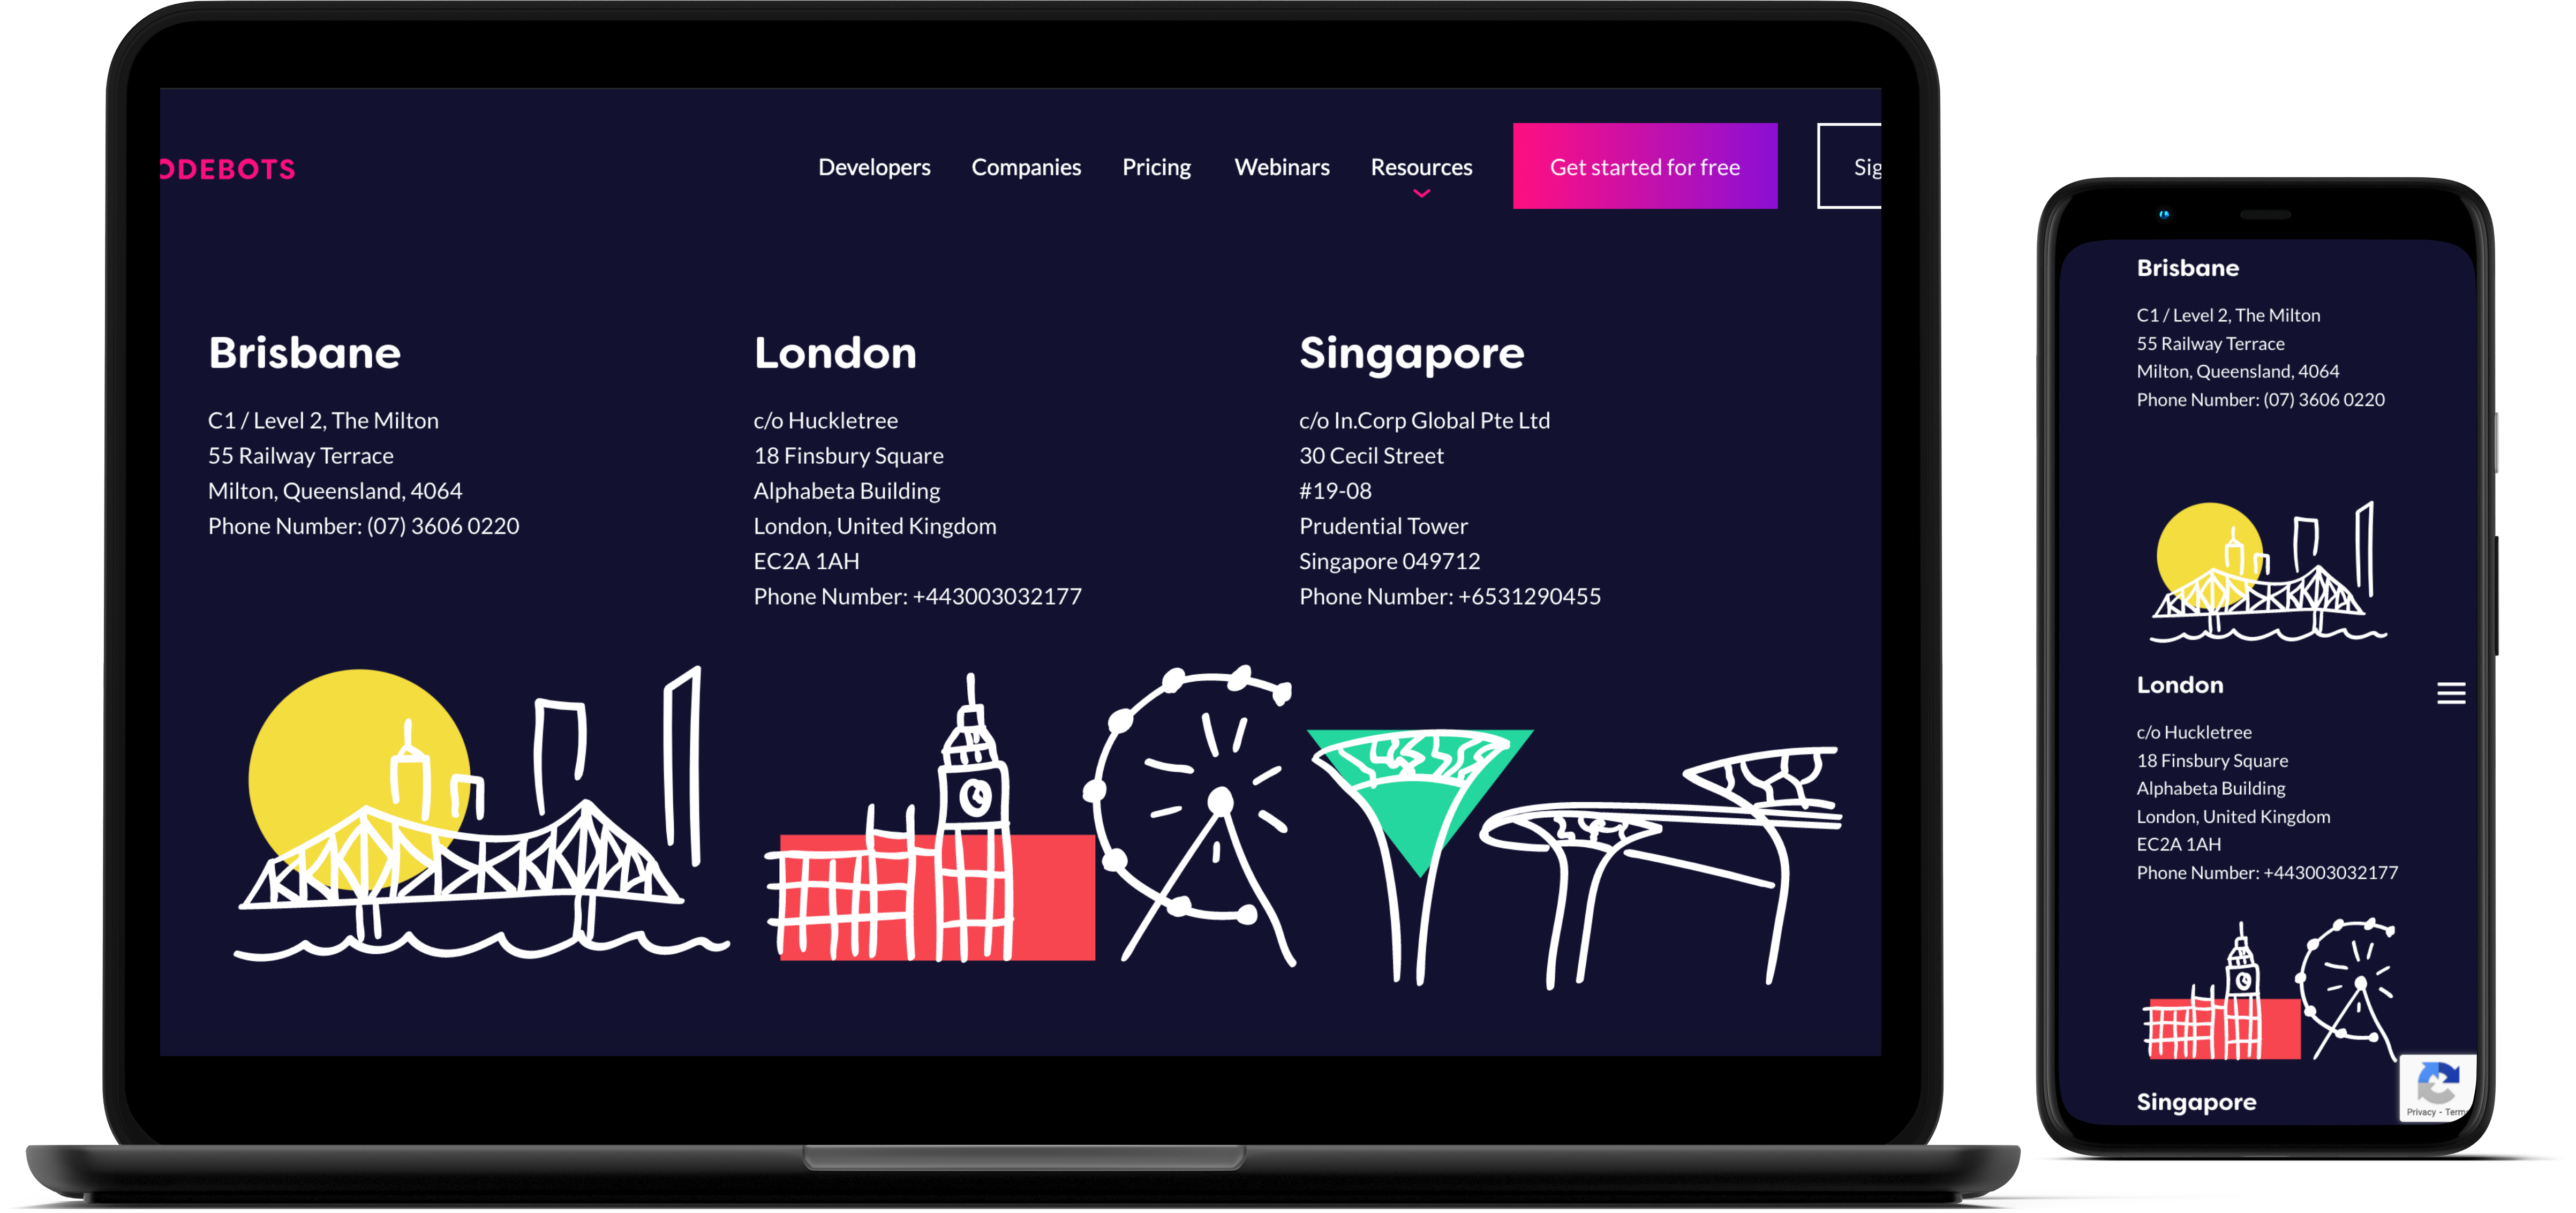 ODEBOTS
Developers Companies Pricing Webinars Resources Get started for free Sig
Brisbane
C1 / Level 2, The Milton
55 Railway Terrace
Milton, Queensland, 4064
Phone Number: (07) 3606 0220
London
c/o Huckletree
18 Finsbury Square
Alphabeta Building
London, United Kingdom
EC2A 1AH
Phone Number: +443003032177
Singapore
c/o In.Corp Global Pte Ltd
30 Cecil Street
#19-08
Prudential Tower
Singapore 049712
Phone Number: +6531290455
Brisbane
C1 / Level 2, The Milton
55 Railway Terrace
Milton, Queensland, 4064
Phone Number: (07) 3606 0220
London
c/o Huckletree
18 Finsbury Square
Alphabeta Building
London, United Kingdom
EC2A 1AH
Phone Number: +443003032177
Singapore
Privacy - Term